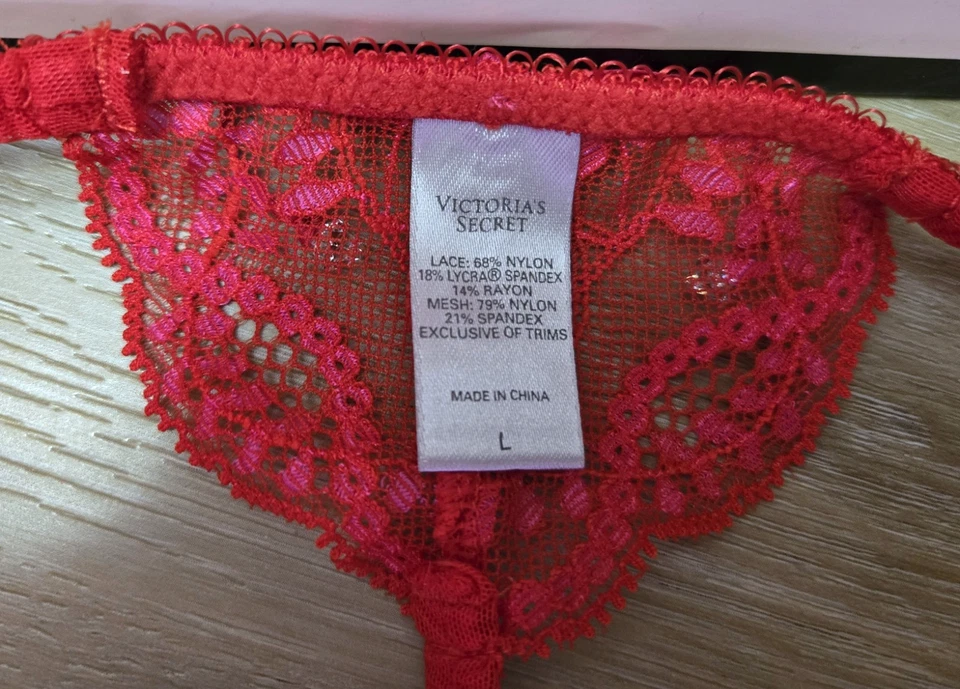 VICTORIA'S
SECRET
LACE: 68% NYLON
18% LYCRA® SPANDEX
14% RAYON
MESH: 79% NYLON
21% SPANDEX
EXCLUSIVE OF TRIMS
MADE IN CHINA
L